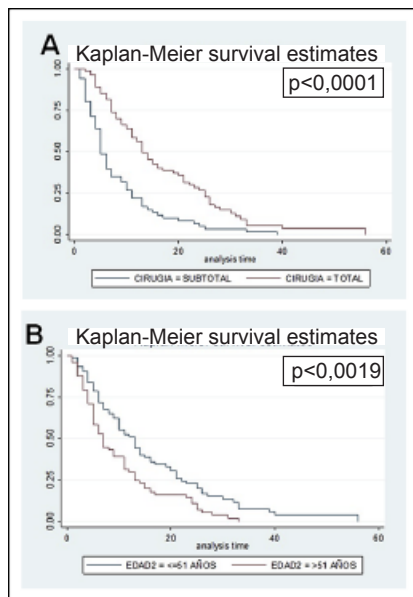 A
Kaplan-Meier survival estimates
p<0,0001
1.00
0.75
0.50
0.25
0.00
0 20 40 60
analysis time
CIRUGIA = SUBTOTAL CIRUGIA = TOTAL
B
Kaplan-Meier survival estimates
p<0,0019
1.00
0.75
0.50
0.25
0.00
0 20 40 60
analysis time
EDAD2 = <=51 AÑOS EDAD2 = >51 AÑOS